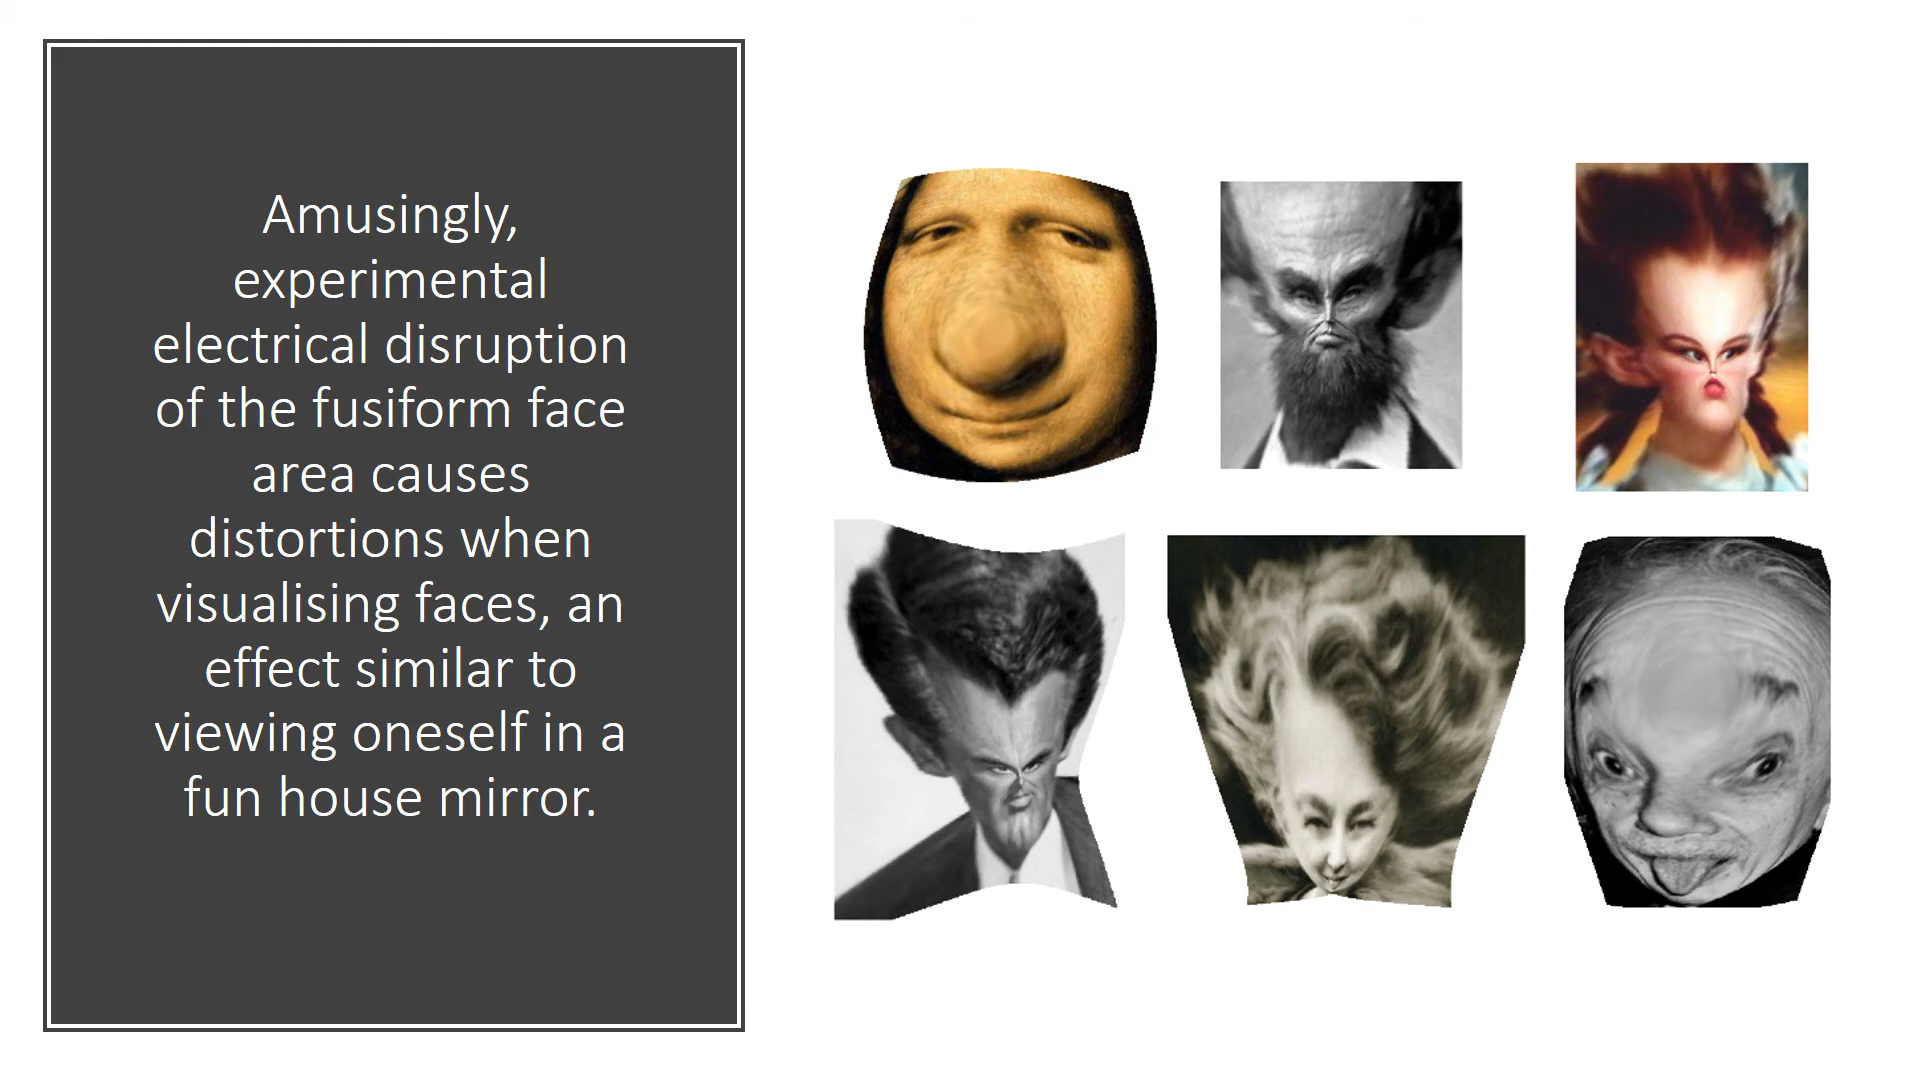 Amusingly,
experimental
electrical disruption
of the fusiform face
area causes
distortions when
visualising faces, an
effect similar to
viewing oneself in a
fun house mirror.